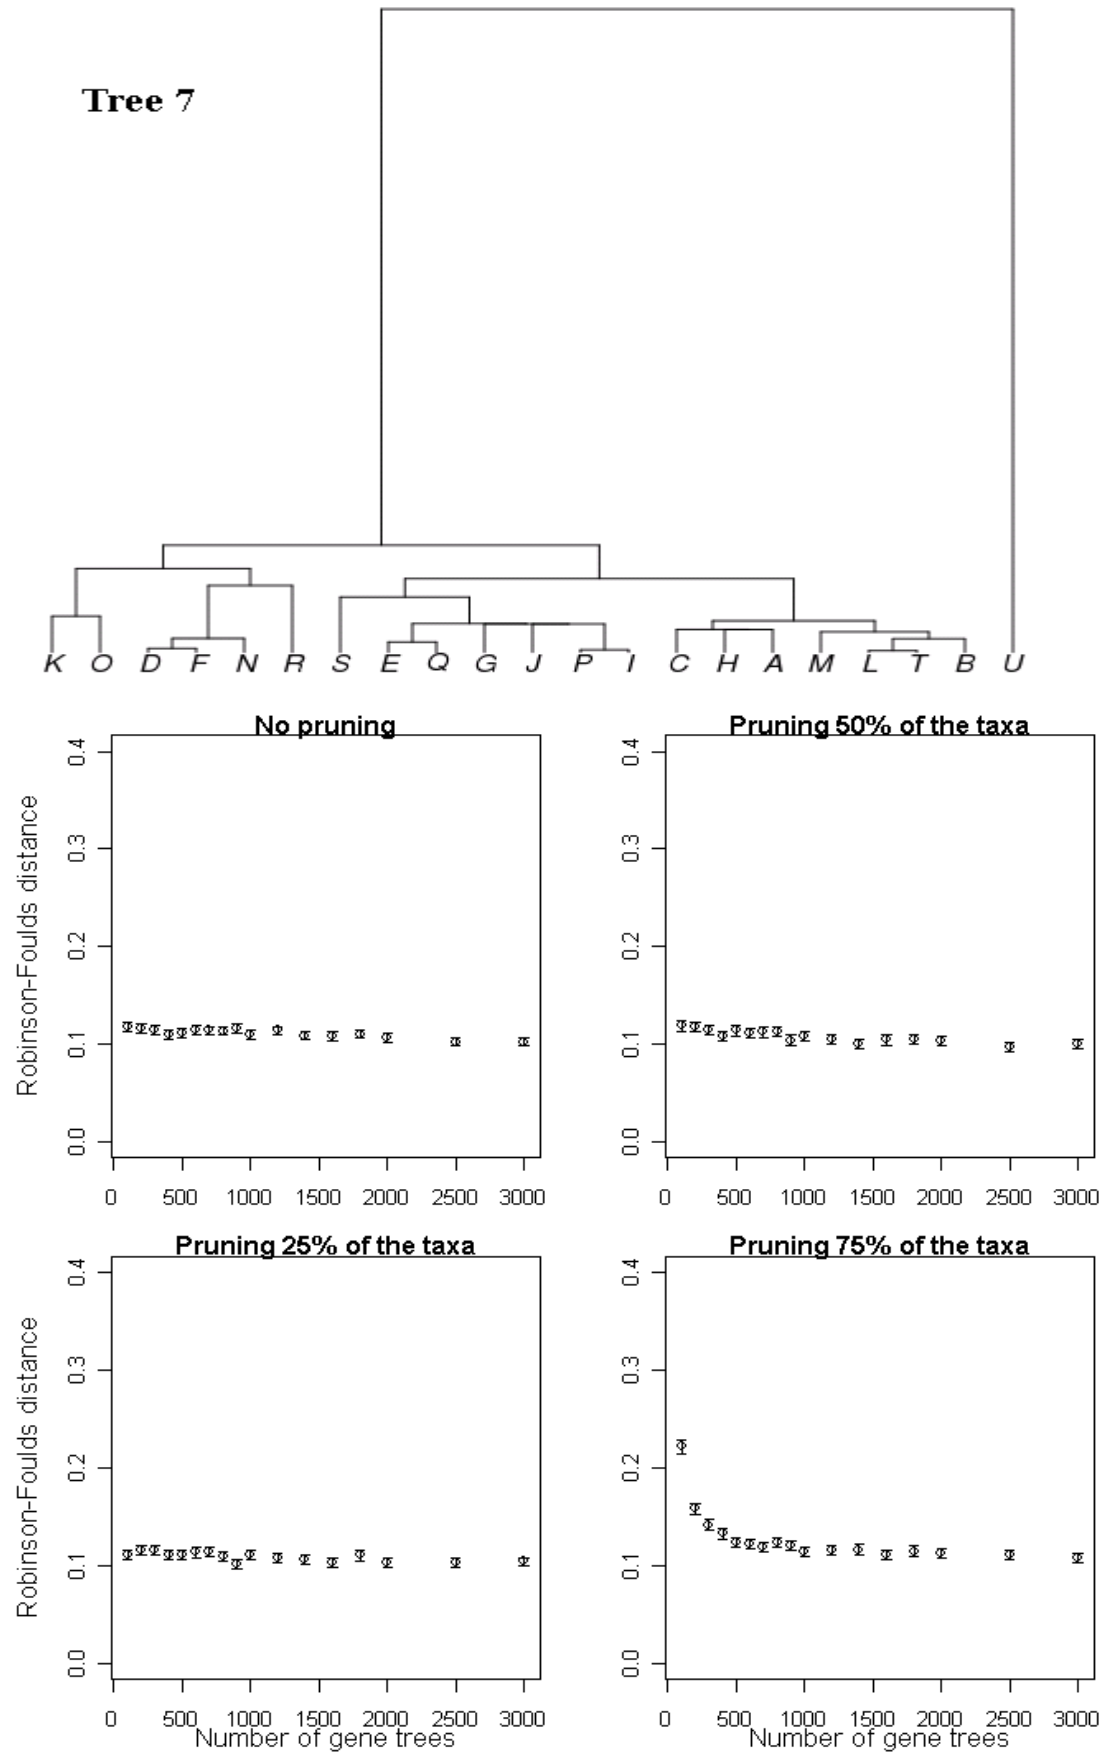 Tree 7
K O D F N R S E Q G J P I C H A M L T B U
No pruning
Robinson-Foulds distance
0.4
0.3
0.2
0.1
0.0
0 500 1000 1500 2000 2500 3000
Pruning 50% of the taxa
0.4
0.3
0.2
0.1
0.0
0 500 1000 1500 2000 2500 3000
Pruning 25% of the taxa
Robinson-Foulds distance
0.4
0.3
0.2
0.1
0.0
0 500 1000 1500 2000 2500 3000
Number of gene trees
Pruning 75% of the taxa
0.4
0.3
0.2
0.1
0.0
0 500 1000 1500 2000 2500 3000
Number of gene trees